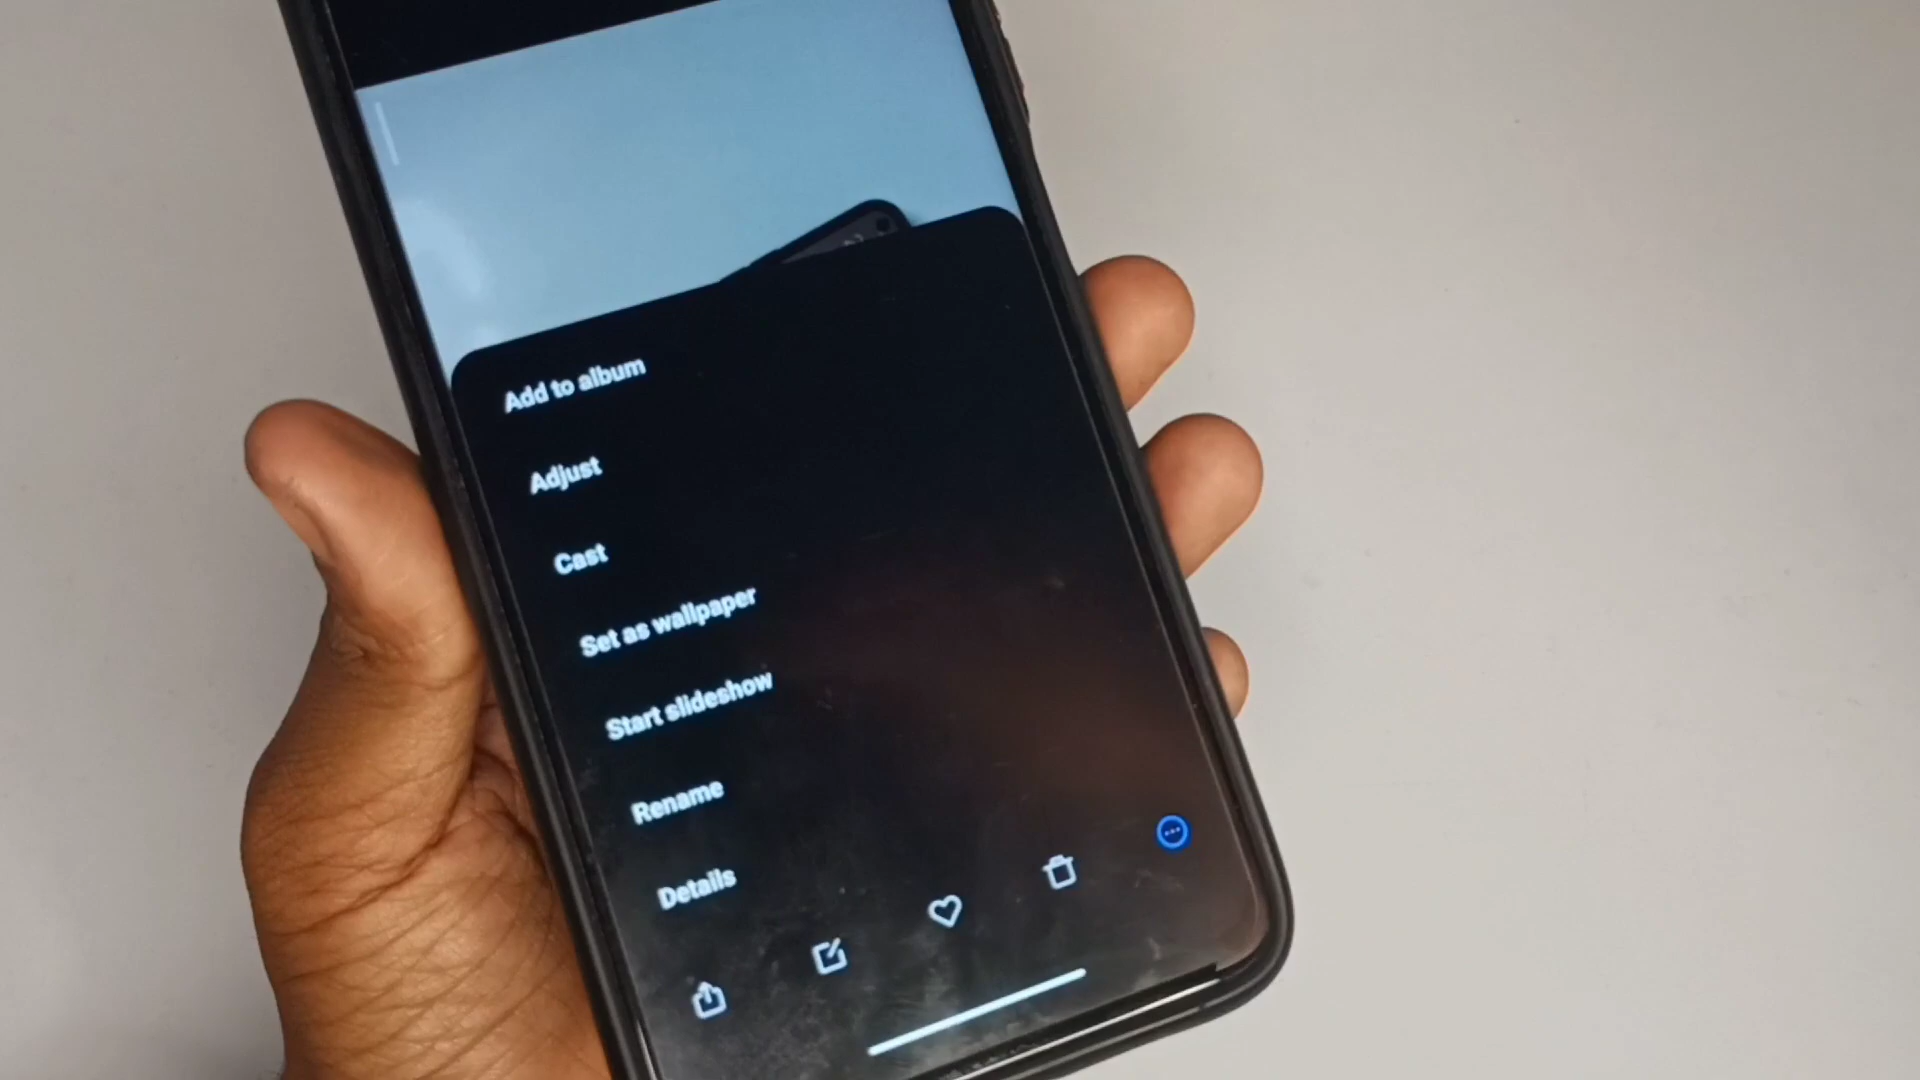 Add to album
Adjust
Cast
Set as wallpaper
Start slideshow
Rename
Details